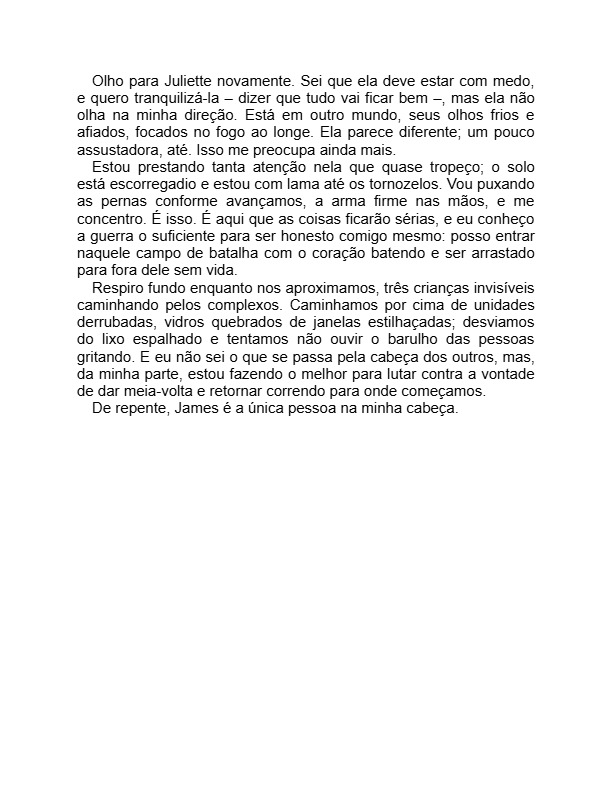 Olho para Juliette novamente. Sei que ela deve estar com medo,
e quero tranquilizá-la – dizer que tudo vai ficar bem –, mas ela não
olha na minha direção. Está em outro mundo, seus olhos frios e
afiados, focados no fogo ao longe. Ela parece diferente; um pouco
assustadora, até. Isso me preocupa ainda mais.
Estou prestando tanta atenção nela que quase tropeço; o solo
está escorregadio e estou com lama até os tornozelos. Vou puxando
as pernas conforme avançamos, a arma firme nas mãos, e me
concentro. É isso. É aqui que as coisas ficarão sérias, e eu conheço
a guerra o suficiente para ser honesto comigo mesmo: posso entrar
naquele campo de batalha com o coração batendo e ser arrastado
para fora dele sem vida.
Respiro fundo enquanto nos aproximamos, três crianças invisíveis
caminhando pelos complexos. Caminhamos por cima de unidades
derrubadas, vidros quebrados de janelas estilhaçadas; desviamos
do lixo espalhado e tentamos não ouvir o barulho das pessoas
gritando. E eu não sei o que se passa pela cabeça dos outros, mas,
da minha parte, estou fazendo o melhor para lutar contra a vontade
de dar meia-volta e retornar correndo para onde começamos.
De repente, James é a única pessoa na minha cabeça.